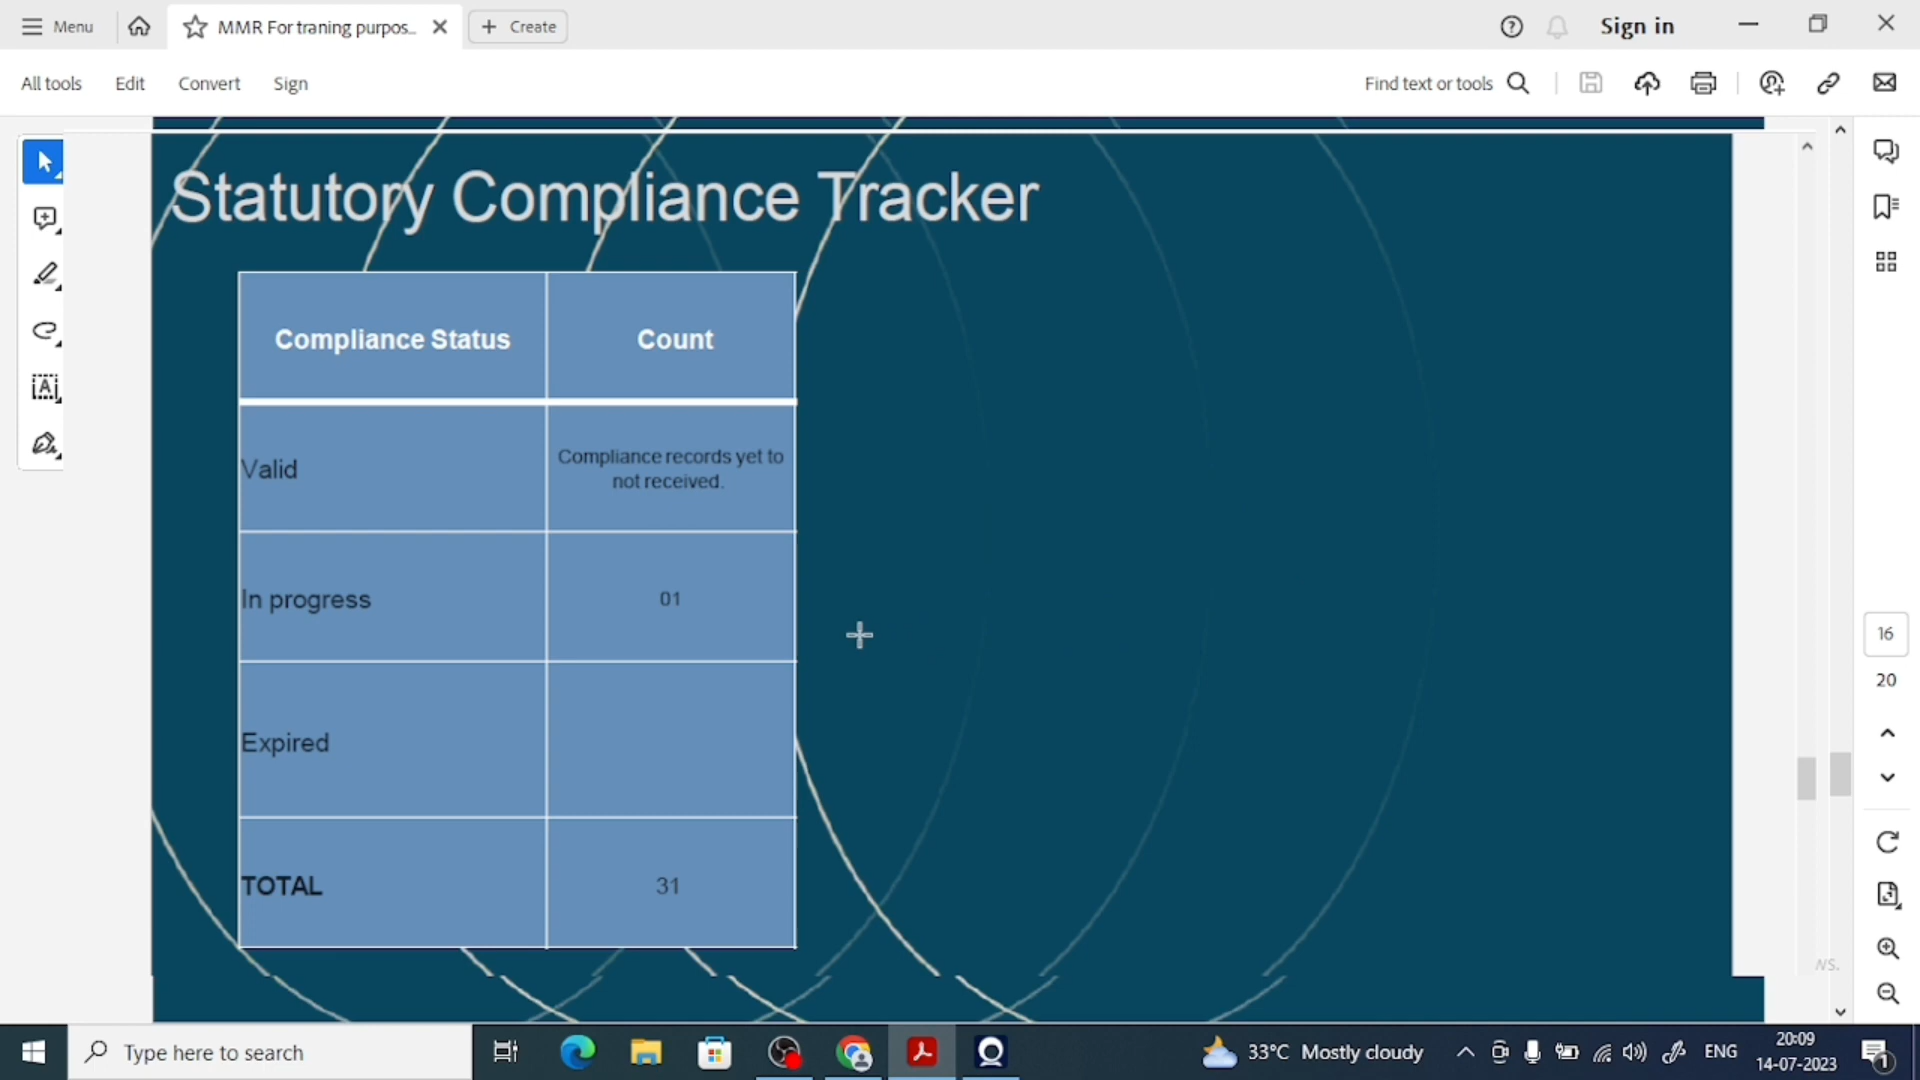 Menu
MMR For traning purpos...
Create
Sign in
All tools
Edit
Convert
Sign
Find text or tools
Statutory Compliance Tracker
Compliance Status
Count
Valid
Compliance records yet to
not received.
In progress
01
Expired
TOTAL
31
16
20
WS.
Type here to search
33°C Mostly cloudy
ENG
20:09
14-07-2023
1